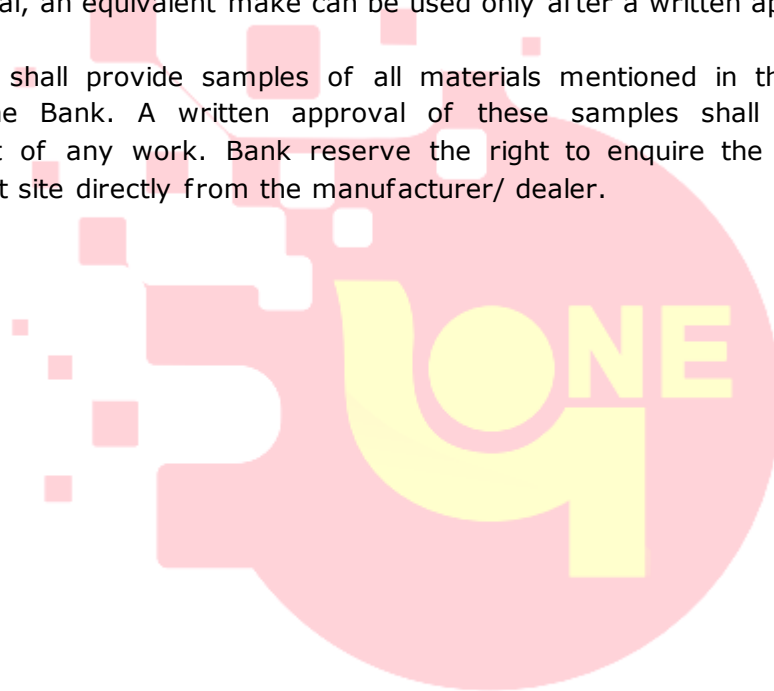 al, an equivalent make can be used only after a written ap
shall provide samples of all materials mentioned in th
ne Bank. A written approval of these samples shall
t of any work. Bank reserve the right to enquire the
t site directly from the manufacturer/ dealer.
ONE